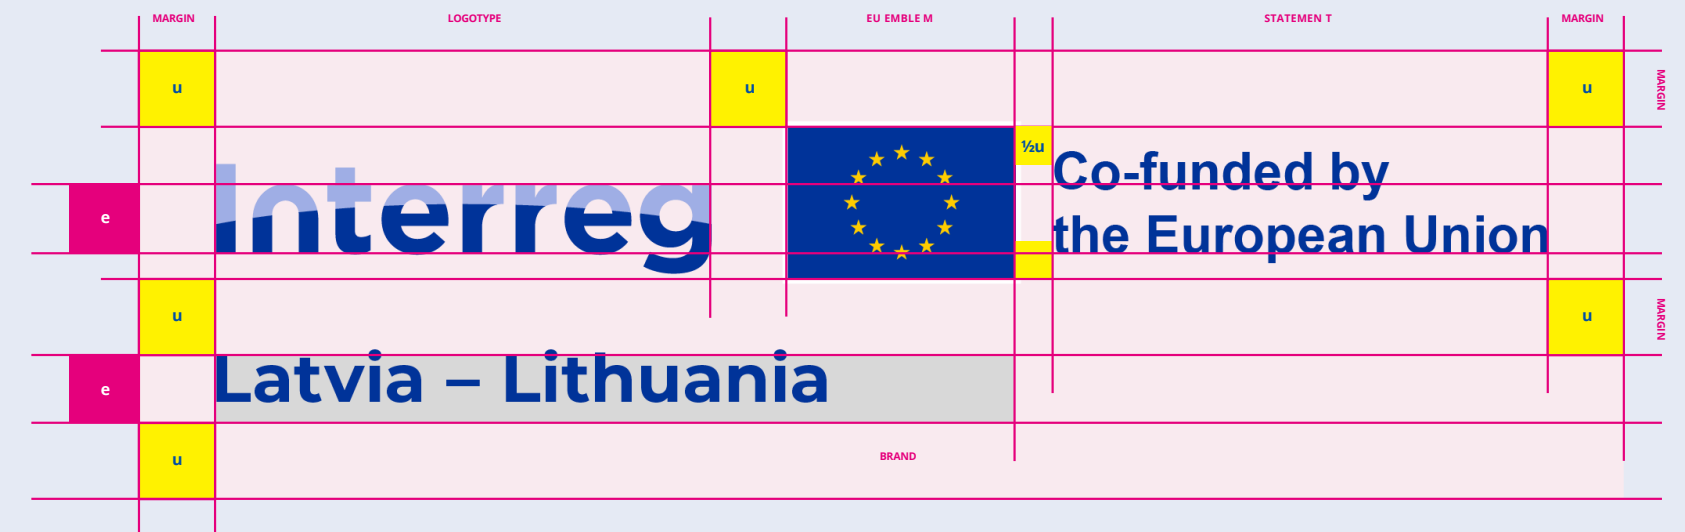 MARGIN LOGOTYPE EU EMBLE M STATEMEN T MARGIN
u u u
MARGIN
½u
Interreg
Co-funded by
the European Union
e
u u
MARGIN
e
Latvia – Lithuania
u
BRAND